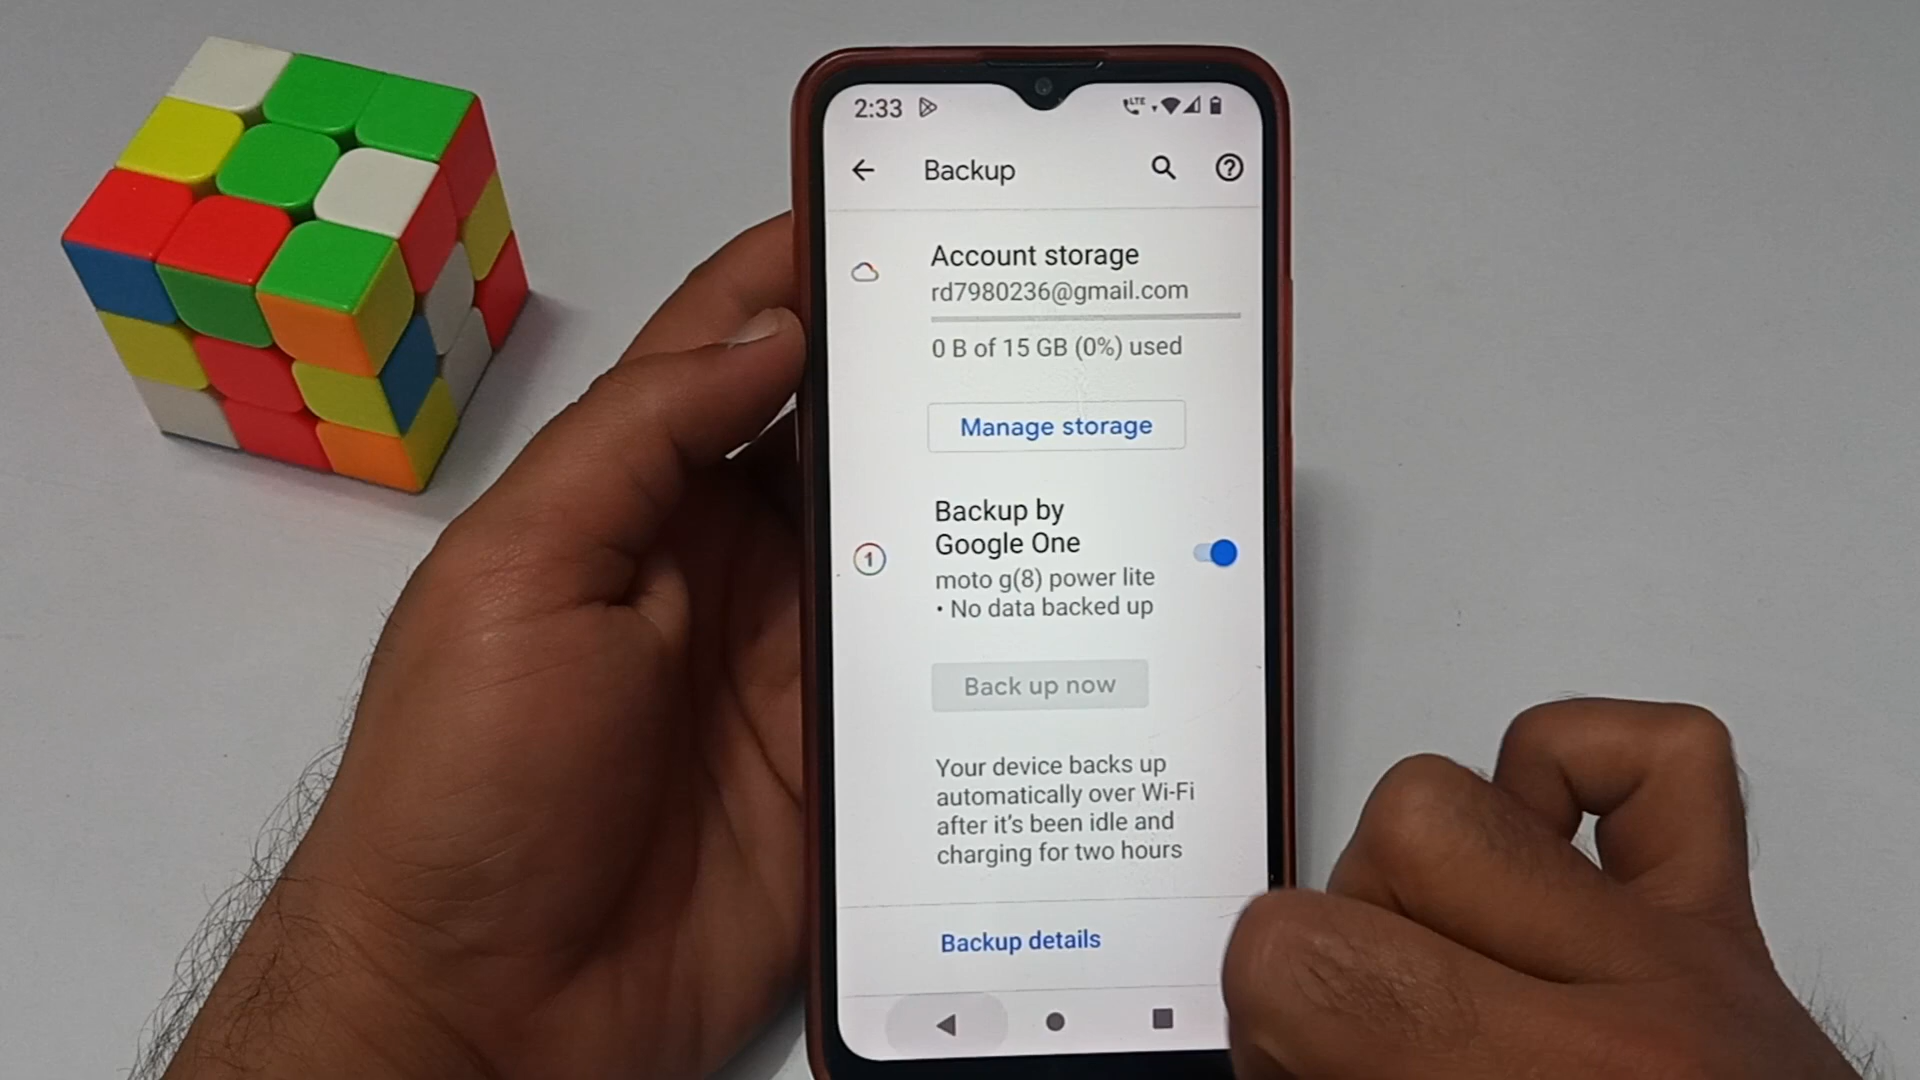 2:33
LTE
Backup
Account storage
rd7980236@gmail.com
0 B of 15 GB (0%) used
Manage storage
Backup by
Google One
1
moto g(8) power lite
• No data backed up
Back up now
Your device backs up
automatically over Wi-Fi
after it's been idle and
charging for two hours
Backup details